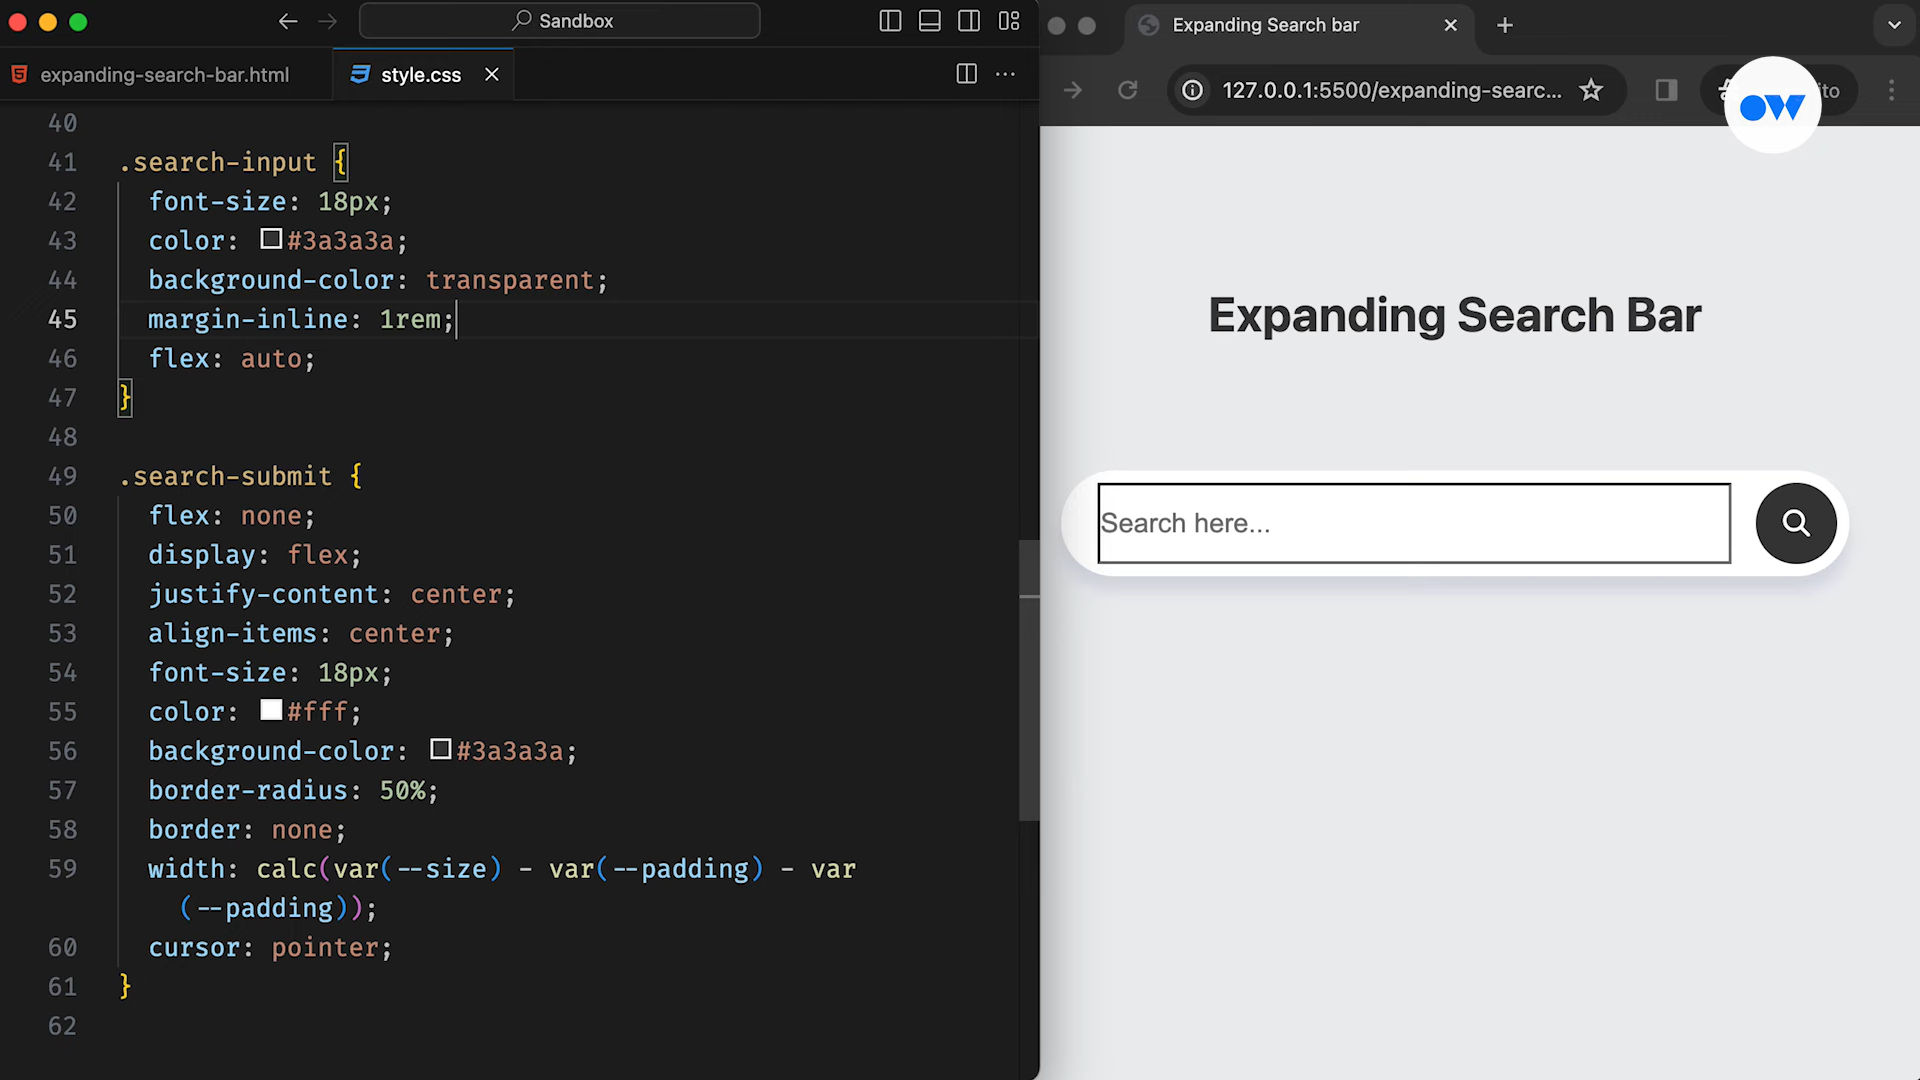 Sandbox
expanding-search-bar.html
style.css
40
41 .search-input {
42 font-size: 18px;
43 color: #3a3a3a;
44 background-color: transparent;
45 margin-inline: 1rem;
46 flex: auto;
47 }
48
49 .search-submit {
50 flex: none;
51 display: flex;
52 justify-content: center;
53 align-items: center;
54 font-size: 18px;
55 color: #fff;
56 background-color: #3a3a3a;
57 border-radius: 50%;
58 border: none;
59 width: calc(var(--size) - var(--padding) - var
(--padding));
60 cursor: pointer;
61 }
62
Expanding Search bar
127.0.0.1:5500/expanding-searc...
ito
OW
Expanding Search Bar
Search here...